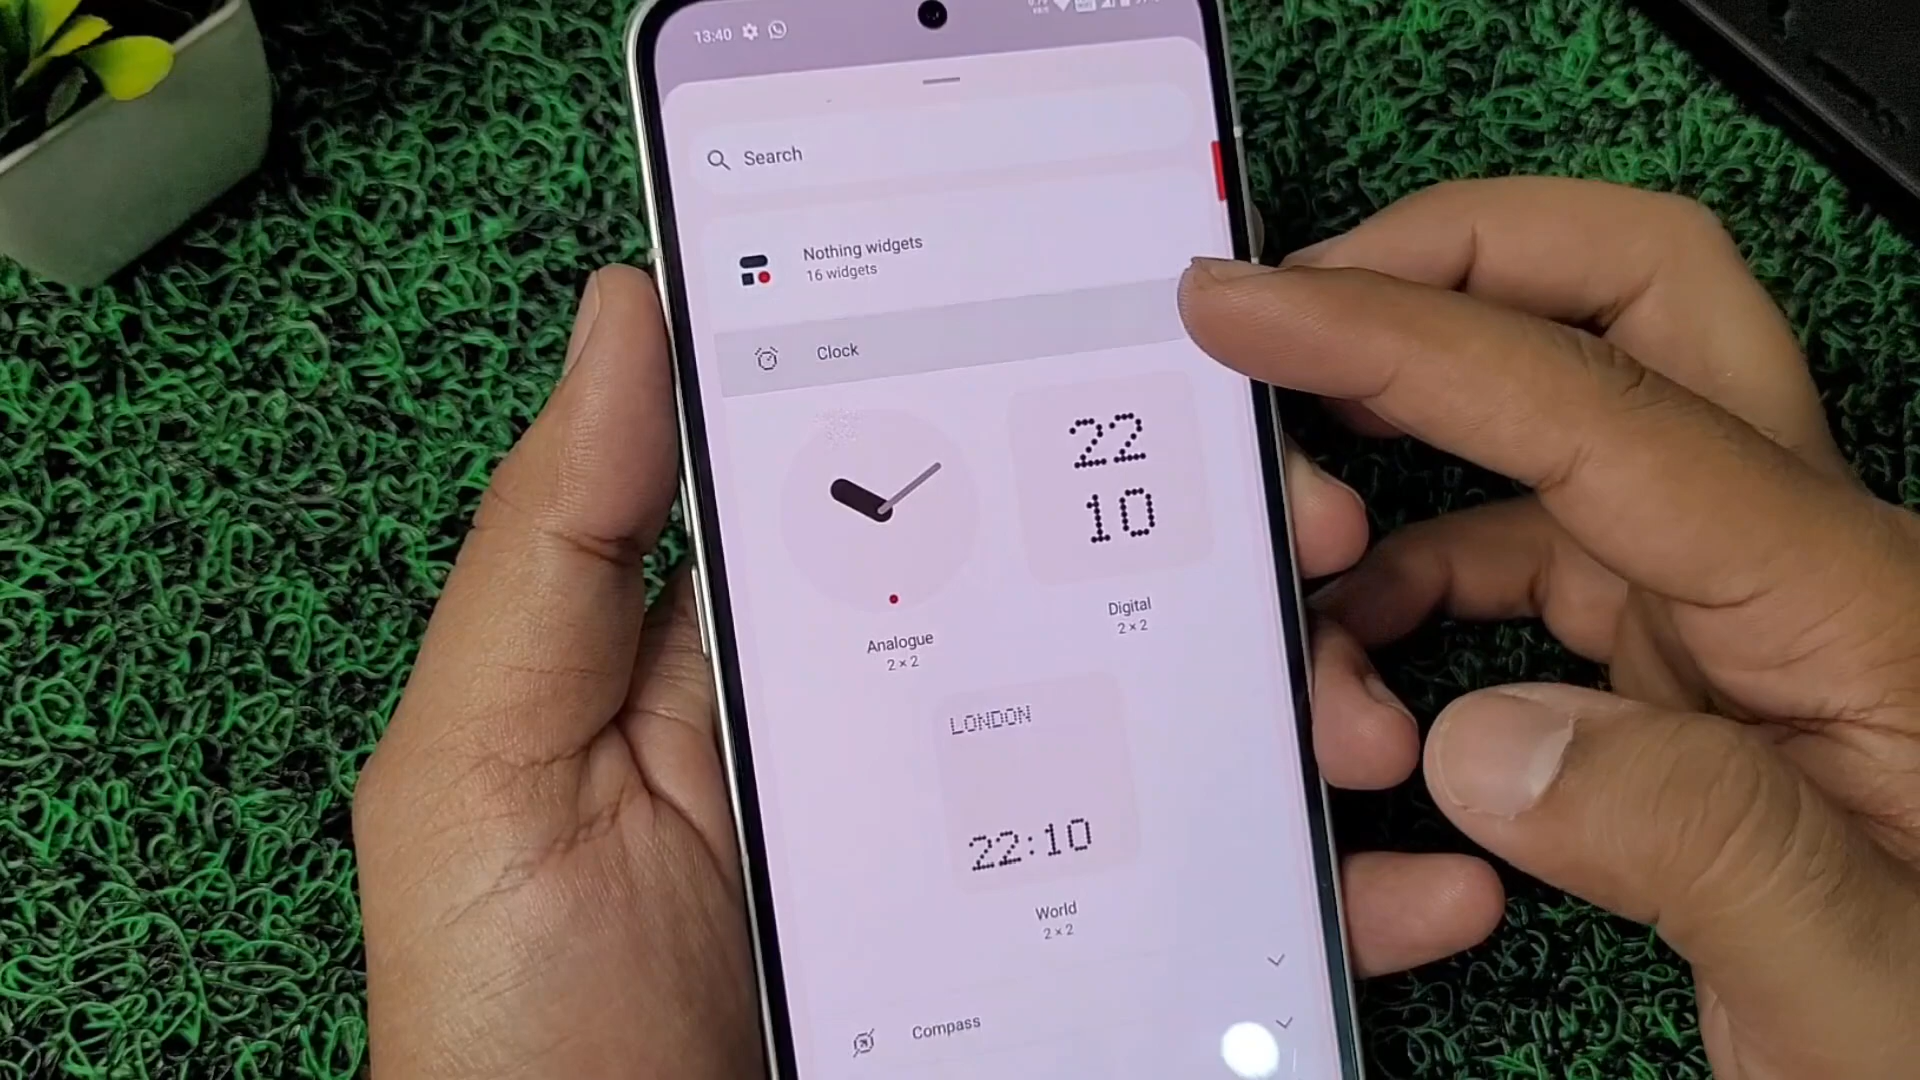 13:40
Search
Nothing widgets
16 widgets
Clock
22
10
Analogue
2 × 2
Digital
2 × 2
LONDON
22:10
World
2 × 2
Compass